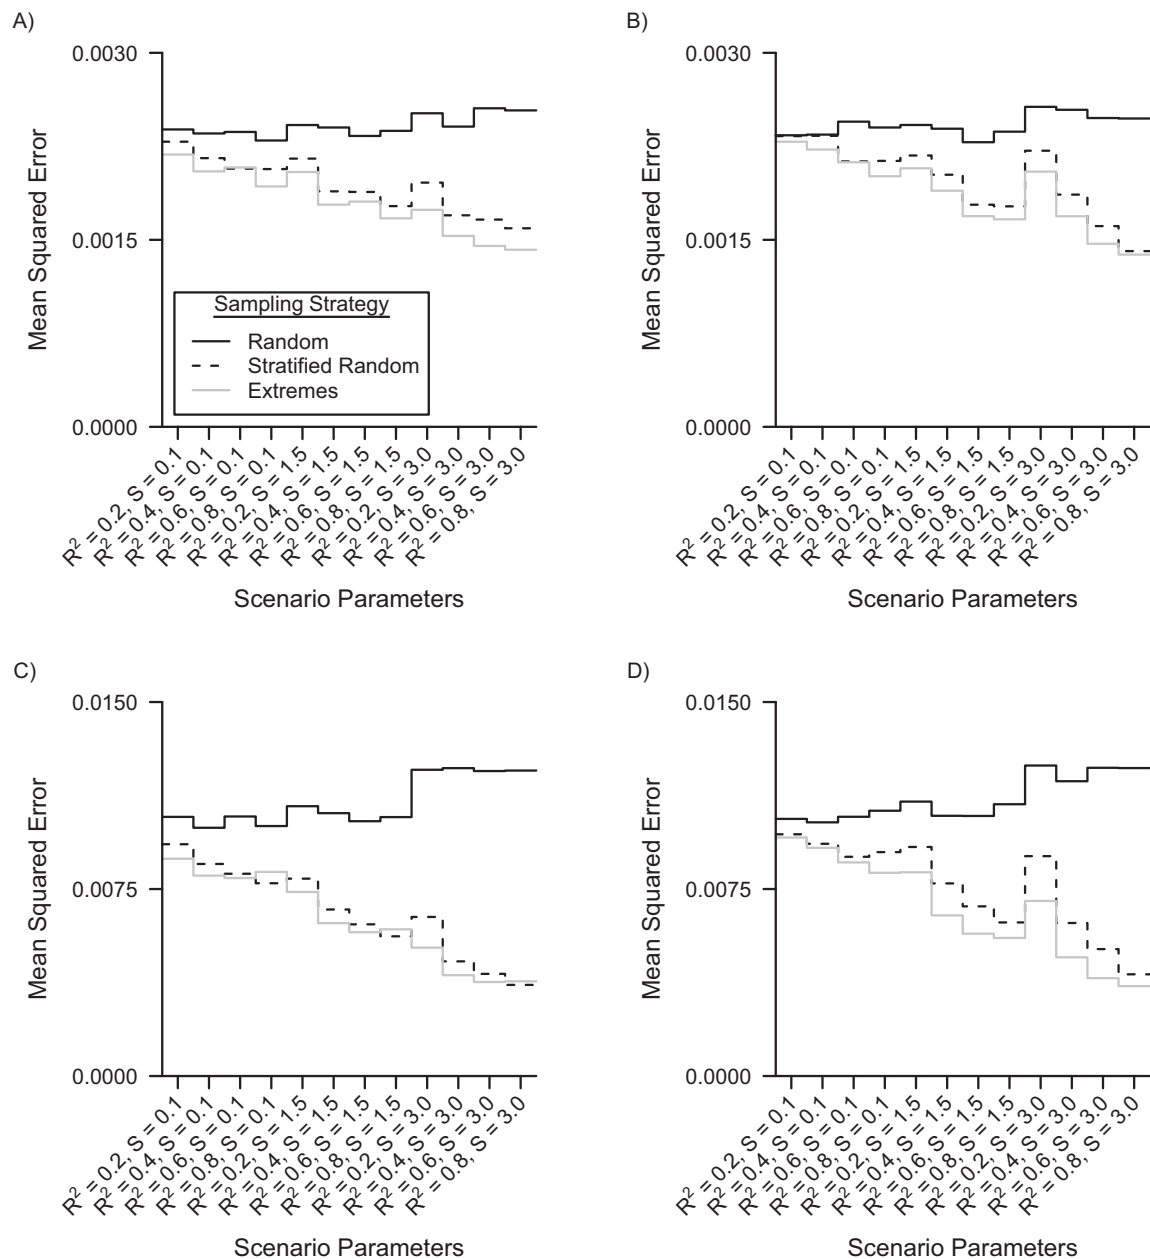 A)
0.0030
0.0015
0.0000
Mean Squared Error
Sampling Strategy
Random
Stratified Random
Extremes
R² = 0.2, S = 0.1
R² = 0.4, S = 0.1
R² = 0.6, S = 0.1
R² = 0.8, S = 0.1
R² = 0.2, S = 1.5
R² = 0.4, S = 1.5
R² = 0.6, S = 1.5
R² = 0.8, S = 1.5
R² = 0.2, S = 3.0
R² = 0.4, S = 3.0
R² = 0.6, S = 3.0
R² = 0.8, S = 3.0
Scenario Parameters
B)
0.0030
0.0015
0.0000
Mean Squared Error
R² = 0.2, S = 0.1
R² = 0.4, S = 0.1
R² = 0.6, S = 0.1
R² = 0.8, S = 0.1
R² = 0.2, S = 1.5
R² = 0.4, S = 1.5
R² = 0.6, S = 1.5
R² = 0.8, S = 1.5
R² = 0.2, S = 3.0
R² = 0.4, S = 3.0
R² = 0.6, S = 3.0
R² = 0.8, S = 3.0
Scenario Parameters
C)
0.0150
0.0075
0.0000
Mean Squared Error
R² = 0.2, S = 0.1
R² = 0.4, S = 0.1
R² = 0.6, S = 0.1
R² = 0.8, S = 0.1
R² = 0.2, S = 1.5
R² = 0.4, S = 1.5
R² = 0.6, S = 1.5
R² = 0.8, S = 1.5
R² = 0.2, S = 3.0
R² = 0.4, S = 3.0
R² = 0.6, S = 3.0
R² = 0.8, S = 3.0
Scenario Parameters
D)
0.0150
0.0075
0.0000
Mean Squared Error
R² = 0.2, S = 0.1
R² = 0.4, S = 0.1
R² = 0.6, S = 0.1
R² = 0.8, S = 0.1
R² = 0.2, S = 1.5
R² = 0.4, S = 1.5
R² = 0.6, S = 1.5
R² = 0.8, S = 1.5
R² = 0.2, S = 3.0
R² = 0.4, S = 3.0
R² = 0.6, S = 3.0
R² = 0.8, S = 3.0
Scenario Parameters